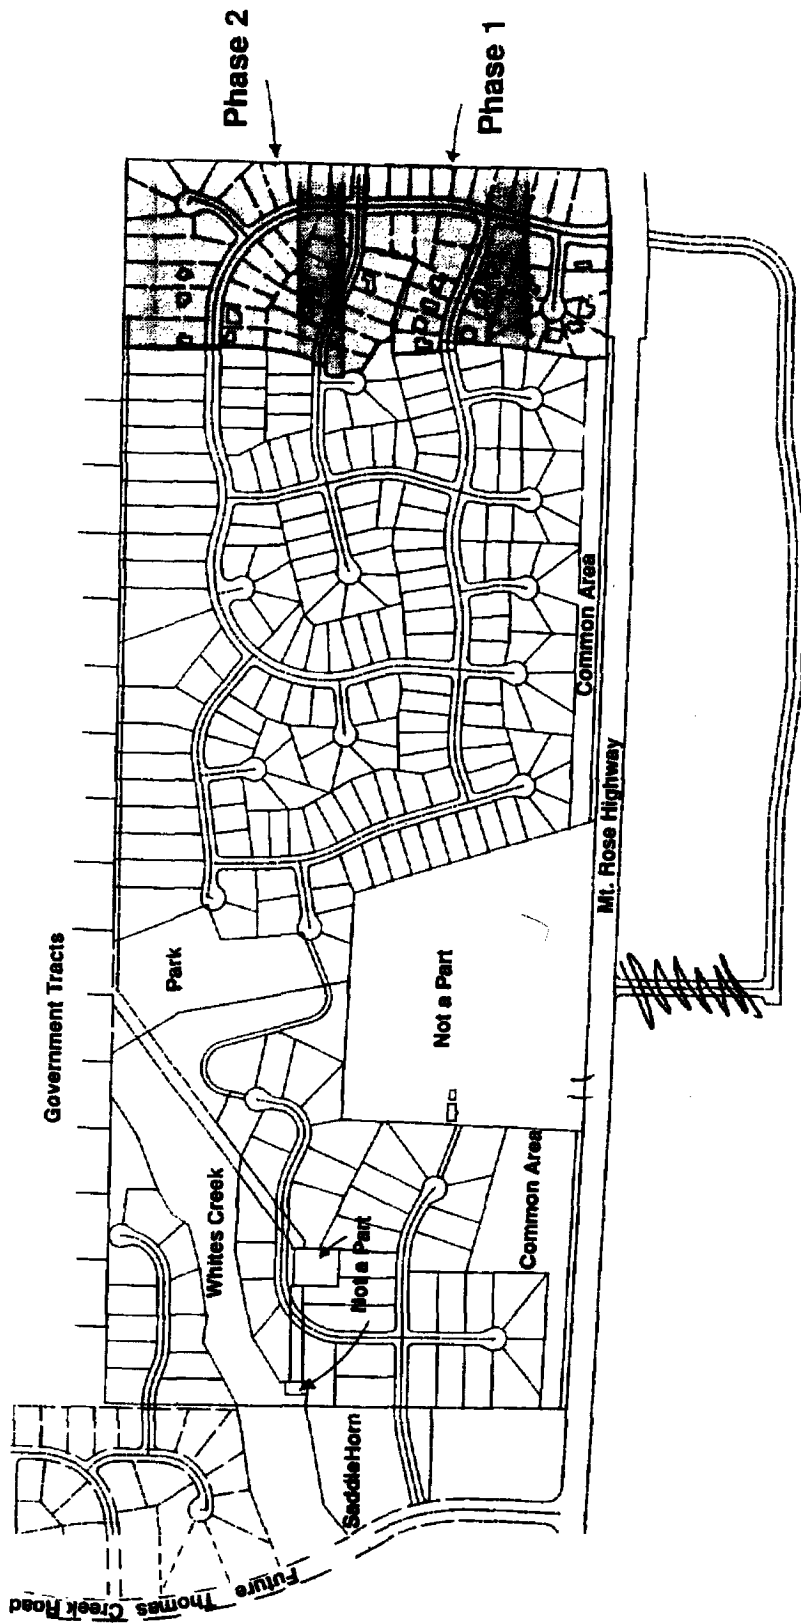 Phase 2
Phase 1
Government Tracts
Park
Not a Part
Common Area
Mt. Rose Highway
Whites Creek
Not a Part
Common Area
SaddleHorn
Future
Thomas Creek Road